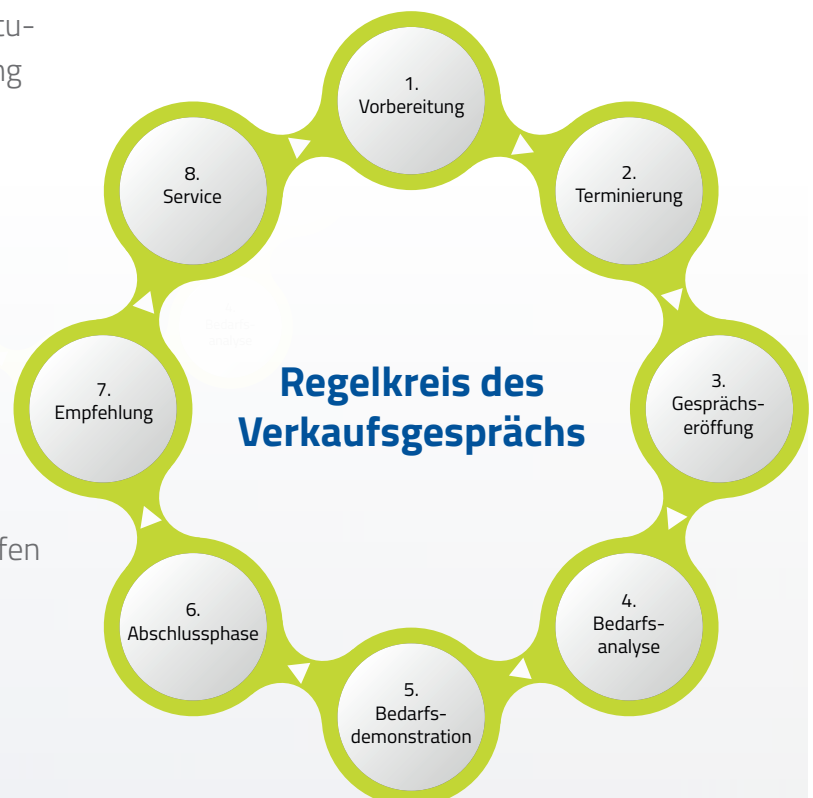 tu-
ng
1.
Vorbereitung
2.
Terminierung
3.
Gesprächs-
eröffung
4.
Bedarfs-
analyse
5.
Bedarfs-
demonstration
6.
Abschlussphase
7.
Empfehlung
8.
Service
Regelkreis des
Verkaufsgesprächs
fen